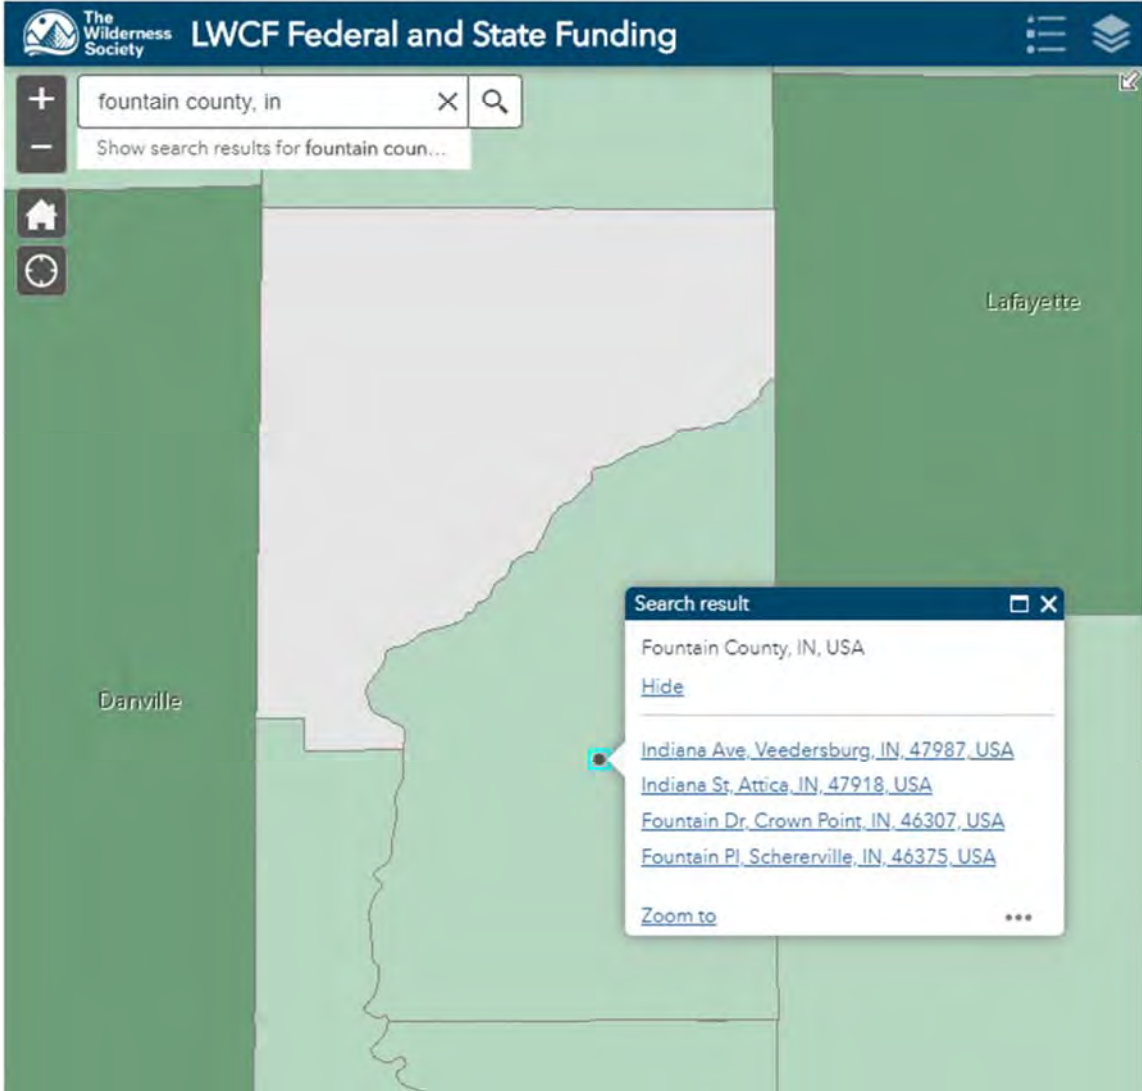 The
Wilderness
Society
LWCF Federal and State Funding
fountain county, in
Show search results for fountain coun...
Lafayette
Danville
Search result
Fountain County, IN, USA
Hide
Indiana Ave, Veedersburg, IN, 47987, USA
Indiana St, Attica, IN, 47918, USA
Fountain Dr, Crown Point, IN, 46307, USA
Fountain Pl, Schererville, IN, 46375, USA
Zoom to